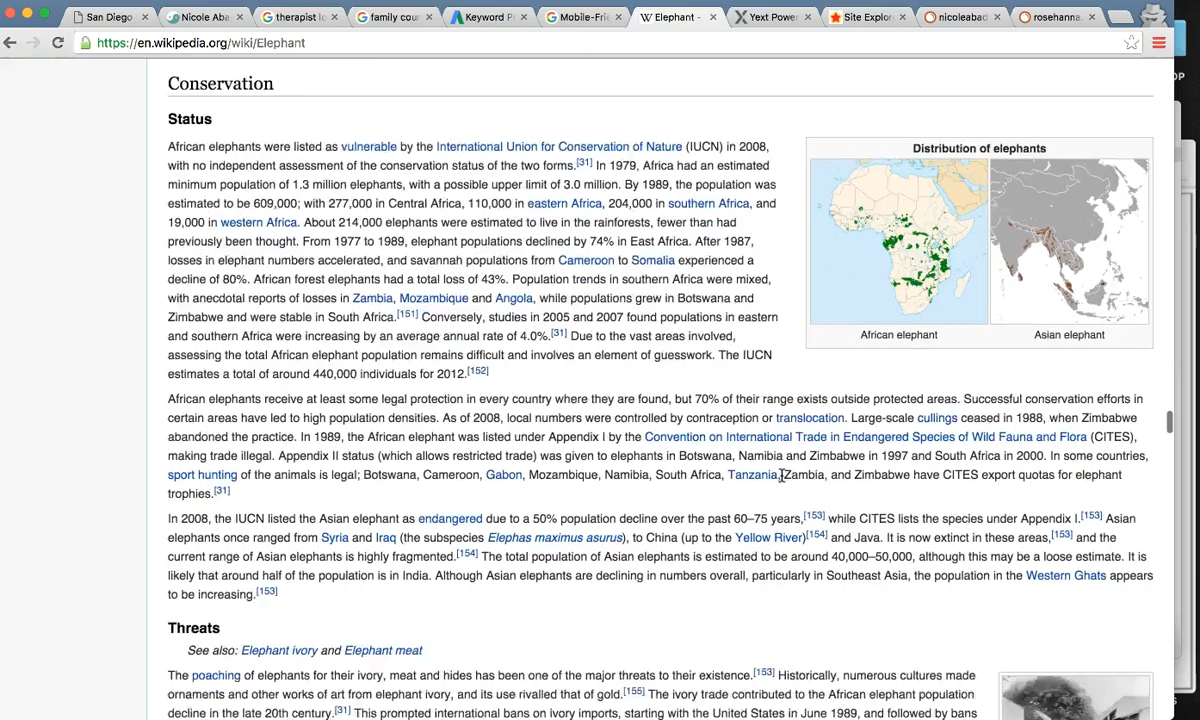 San Diego
Nicole Aba
therapist lo
family cour
Keyword P
Mobile-Frie
Elephant -
Yext Power
Site Explor
nicoleabad
rosehanna.
https://en.wikipedia.org/wiki/Elephant
OP
Conservation
Status
African elephants were listed as vulnerable by the International Union for Conservation of Nature (IUCN) in 2008,
with no independent assessment of the conservation status of the two forms.[31] In 1979, Africa had an estimated
minimum population of 1.3 million elephants, with a possible upper limit of 3.0 million. By 1989, the population was
estimated to be 609,000; with 277,000 in Central Africa, 110,000 in eastern Africa, 204,000 in southern Africa, and
19,000 in western Africa. About 214,000 elephants were estimated to live in the rainforests, fewer than had
previously been thought. From 1977 to 1989, elephant populations declined by 74% in East Africa. After 1987,
losses in elephant numbers accelerated, and savannah populations from Cameroon to Somalia experienced a
decline of 80%. African forest elephants had a total loss of 43%. Population trends in southern Africa were mixed,
with anecdotal reports of losses in Zambia, Mozambique and Angola, while populations grew in Botswana and
Zimbabwe and were stable in South Africa.[151] Conversely, studies in 2005 and 2007 found populations in eastern
and southern Africa were increasing by an average annual rate of 4.0%.[31] Due to the vast areas involved,
assessing the total African elephant population remains difficult and involves an element of guesswork. The IUCN
estimates a total of around 440,000 individuals for 2012.[152]
Distribution of elephants
African elephant
Asian elephant
African elephants receive at least some legal protection in every country where they are found, but 70% of their range exists outside protected areas. Successful conservation efforts in
certain areas have led to high population densities. As of 2008, local numbers were controlled by contraception or translocation. Large-scale cullings ceased in 1988, when Zimbabwe
abandoned the practice. In 1989, the African elephant was listed under Appendix I by the Convention on International Trade in Endangered Species of Wild Fauna and Flora (CITES),
making trade illegal. Appendix II status (which allows restricted trade) was given to elephants in Botswana, Namibia and Zimbabwe in 1997 and South Africa in 2000. In some countries,
sport hunting of the animals is legal; Botswana, Cameroon, Gabon, Mozambique, Namibia, South Africa, Tanzania, Zambia, and Zimbabwe have CITES export quotas for elephant
trophies.[31]
In 2008, the IUCN listed the Asian elephant as endangered due to a 50% population decline over the past 60–75 years,[153] while CITES lists the species under Appendix I.[153] Asian
elephants once ranged from Syria and Iraq (the subspecies Elephas maximus asurus), to China (up to the Yellow River)[154] and Java. It is now extinct in these areas,[153] and the
current range of Asian elephants is highly fragmented.[154] The total population of Asian elephants is estimated to be around 40,000–50,000, although this may be a loose estimate. It is
likely that around half of the population is in India. Although Asian elephants are declining in numbers overall, particularly in Southeast Asia, the population in the Western Ghats appears
to be increasing.[153]
Threats
See also: Elephant ivory and Elephant meat
The poaching of elephants for their ivory, meat and hides has been one of the major threats to their existence.[153] Historically, numerous cultures made
ornaments and other works of art from elephant ivory, and its use rivalled that of gold.[155] The ivory trade contributed to the African elephant population
decline in the late 20th century.[31] This prompted international bans on ivory imports, starting with the United States in June 1989, and followed by bans